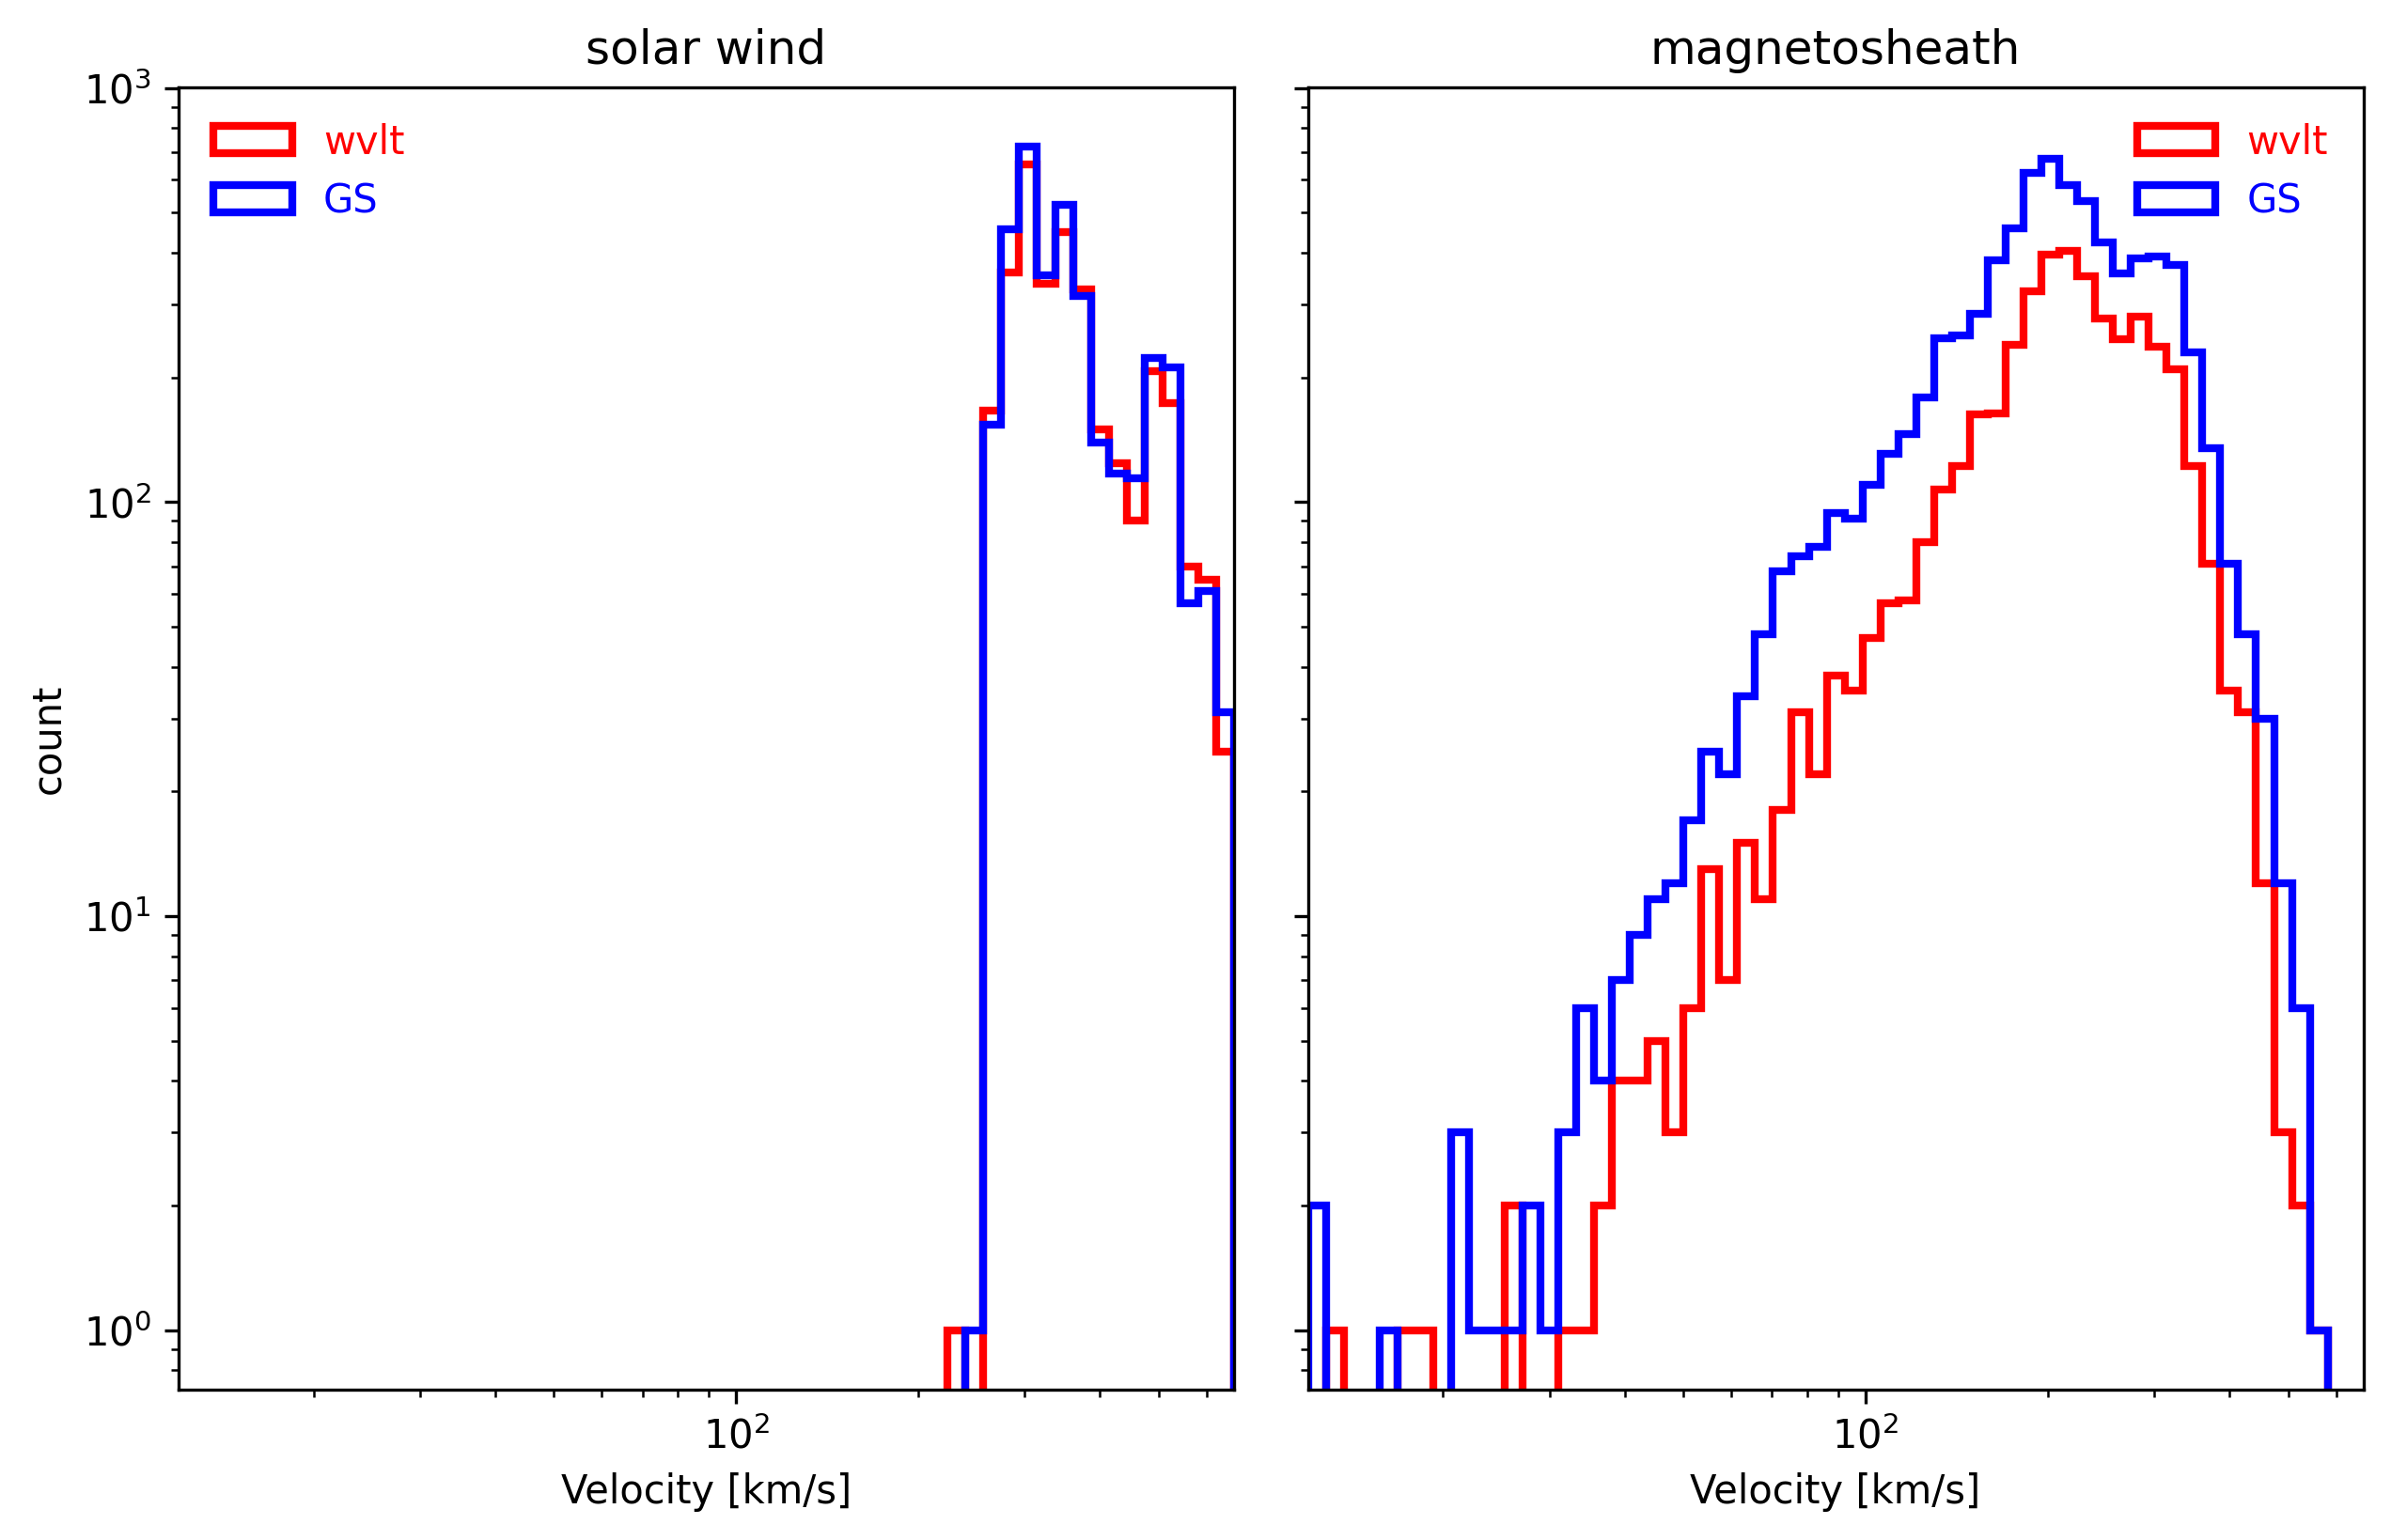 solar wind
magnetosheath
10³
10²
10¹
10⁰
count
wvlt
GS
wvlt
GS
10²
10²
Velocity [km/s]
Velocity [km/s]